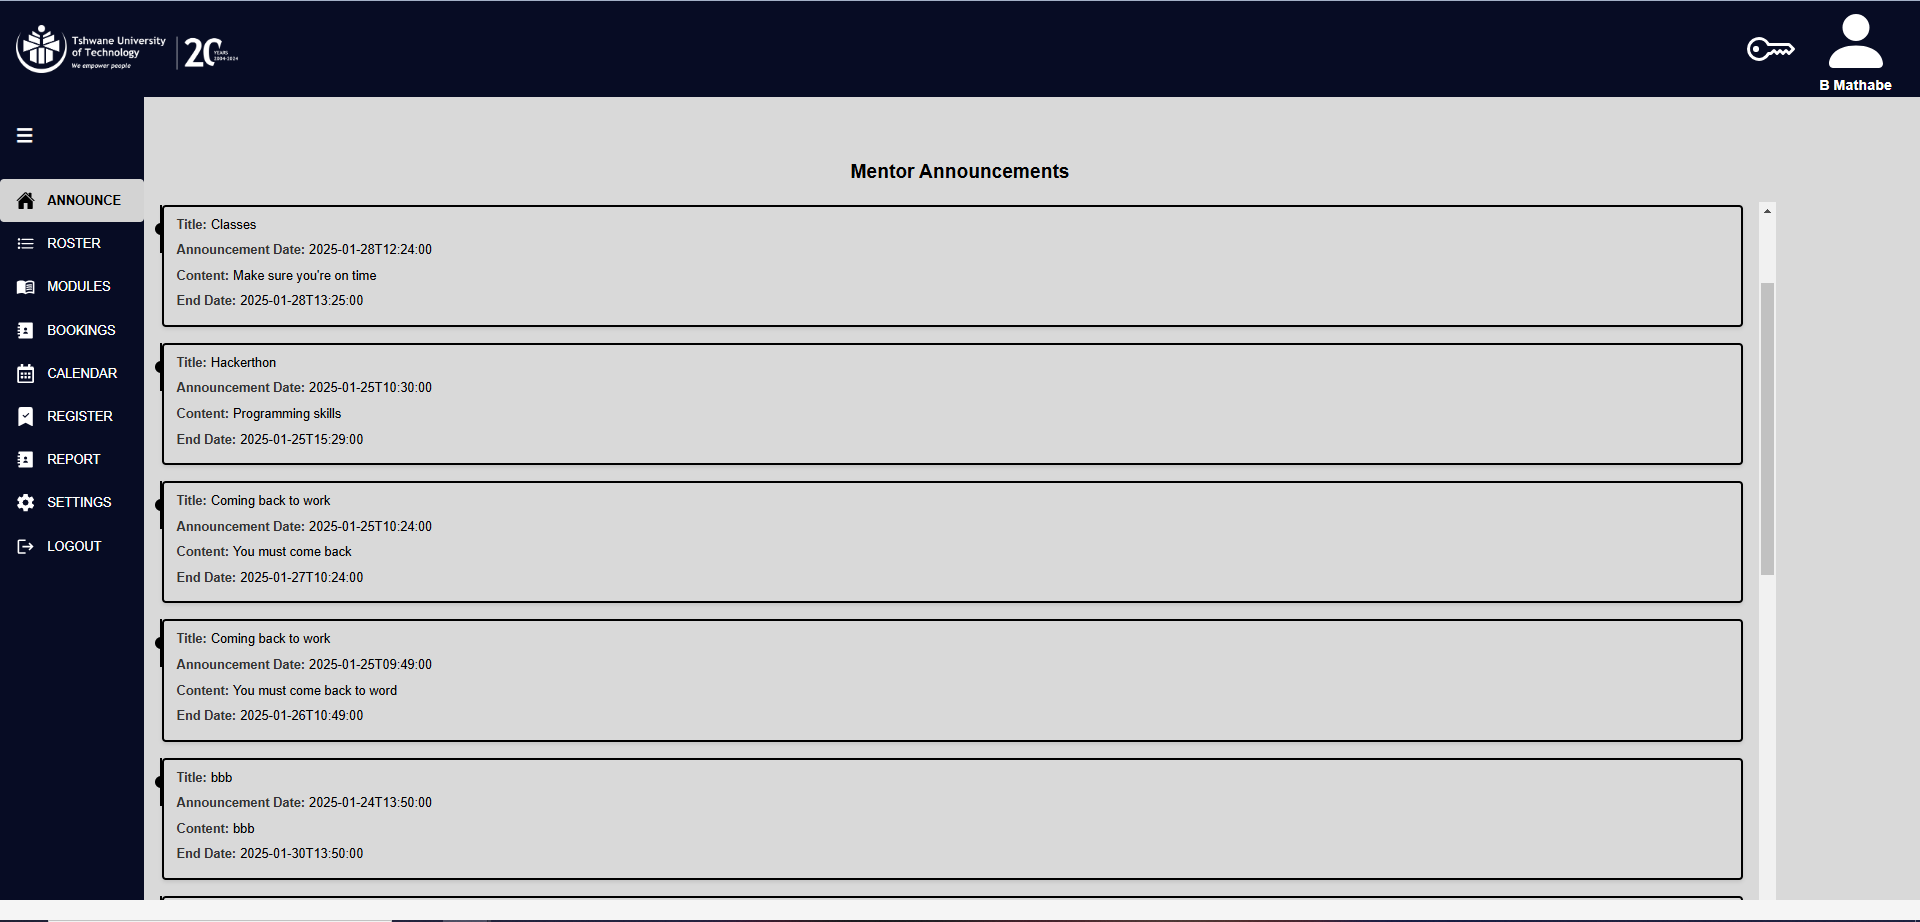 Tshwane University
of Technology
We empower people
20
YEARS
2004-2024
B Mathabe
ANNOUNCE
ROSTER
MODULES
BOOKINGS
CALENDAR
REGISTER
REPORT
SETTINGS
LOGOUT
Mentor Announcements
Title: Classes
Announcement Date: 2025-01-28T12:24:00
Content: Make sure you're on time
End Date: 2025-01-28T13:25:00
Title: Hackerthon
Announcement Date: 2025-01-25T10:30:00
Content: Programming skills
End Date: 2025-01-25T15:29:00
Title: Coming back to work
Announcement Date: 2025-01-25T10:24:00
Content: You must come back
End Date: 2025-01-27T10:24:00
Title: Coming back to work
Announcement Date: 2025-01-25T09:49:00
Content: You must come back to word
End Date: 2025-01-26T10:49:00
Title: bbb
Announcement Date: 2025-01-24T13:50:00
Content: bbb
End Date: 2025-01-30T13:50:00